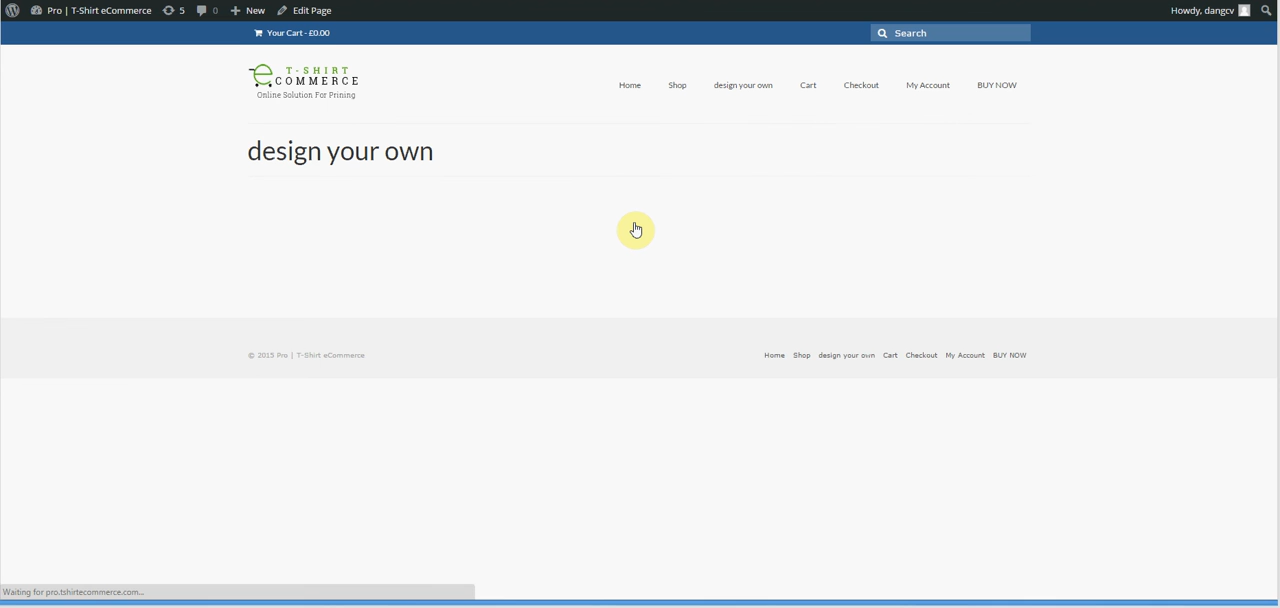 Pro | T-Shirt eCommerce 5 0 New Edit Page Howdy, dangcv
Your Cart - £0.00 Search
e T-SHIRT
COMMERCE
Online Solution For Prining
Home Shop design your own Cart Checkout My Account BUY NOW
design your own
© 2015 Pro | T-Shirt eCommerce Home Shop design your own Cart Checkout My Account BUY NOW
Waiting for pro.tshirtecommerce.com...